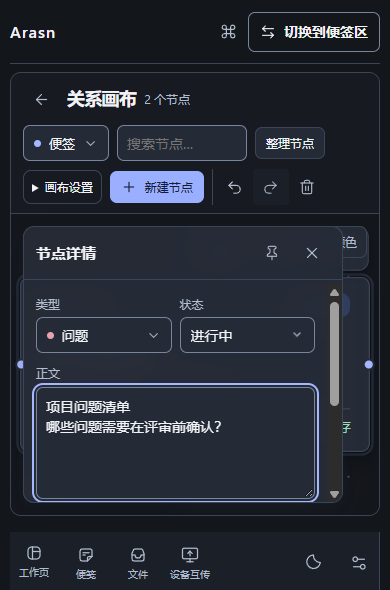 Arasn
切换到便签区
关系画布 2 个节点
便签
搜索节点...
整理节点
画布设置
新建节点
节点详情
色
类型
状态
问题
进行中
正文
项目问题清单
哪些问题需要在评审前确认？
存
工作页
便签
文件
设备互传